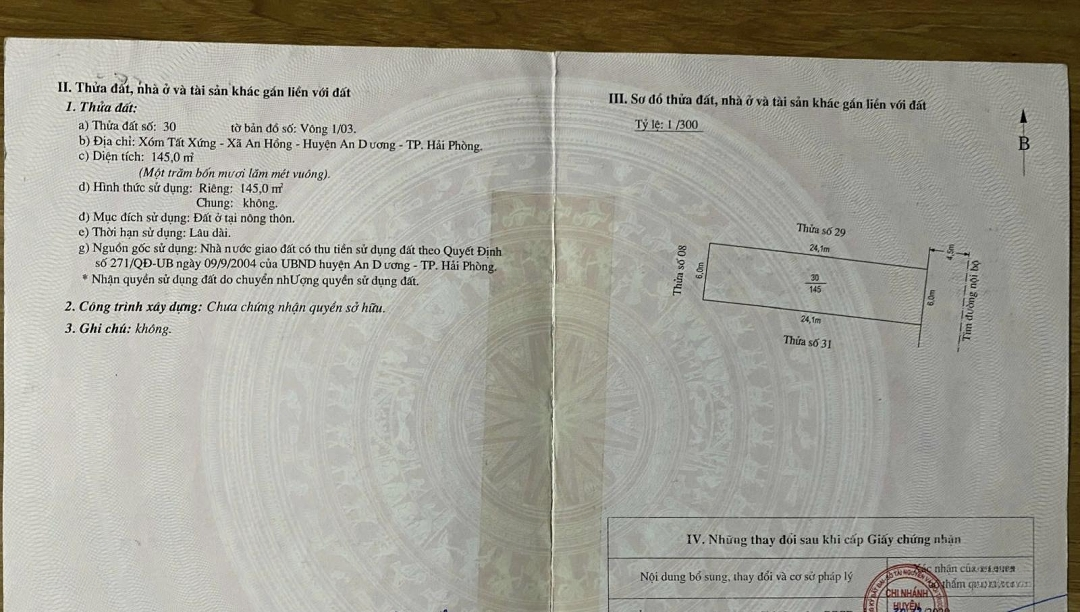 II. Thửa đất, nhà ở và tài sản khác gắn liền với đất
1. Thửa đất:
a) Thửa đất số: 30 tờ bản đồ số: Vông 1/03.
b) Địa chỉ: Xóm Tất Xứng - Xã An Hồng - Huyện An Dương - TP. Hải Phòng.
c) Diện tích: 145,0 m²
(Một trăm bốn mươi lăm mét vuông).
d) Hình thức sử dụng: Riêng: 145,0 m²
Chung: không.
đ) Mục đích sử dụng: Đất ở tại nông thôn.
e) Thời hạn sử dụng: Lâu dài.
g) Nguồn gốc sử dụng: Nhà nước giao đất có thu tiền sử dụng đất theo Quyết Định
số 271/QĐ-UB ngày 09/9/2004 của UBND huyện An Dương - TP. Hải Phòng.
* Nhận quyền sử dụng đất do chuyển nhƯợng quyền sử dụng đất.
2. Công trình xây dựng: Chưa chứng nhận quyền sở hữu.
3. Ghi chú: không.
III. Sơ đồ thửa đất, nhà ở và tài sản khác gắn liền với đất
Tỷ lệ: 1 /300
B
Thửa số 29
24,1m
Thửa số 08
6,0m
30
145
6,0m
4,5m
Tim đường nội bộ
24,1m
Thửa số 31
IV. Những thay đổi sau khi cấp Giấy chứng nhận
Nội dung bổ sung, thay đổi và cơ sở pháp lý
Xác nhận của
thẩm
CHI NHÁNH
HUYỆN